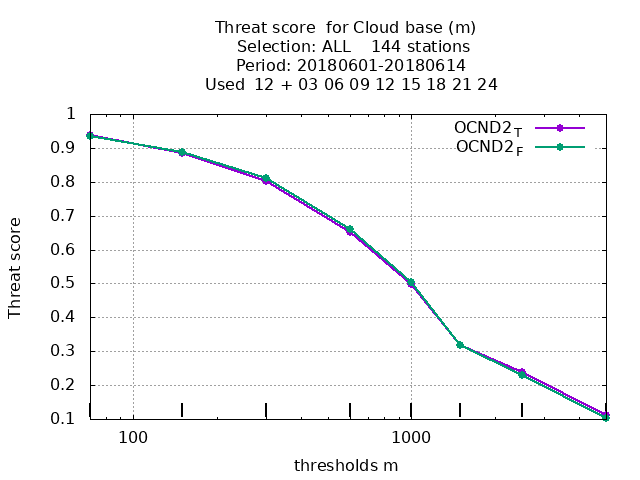 Threat score  for Cloud base (m)
Selection: ALL    144 stations
Period: 20180601-20180614
Used  12 + 03 06 09 12 15 18 21 24
OCND2T
OCND2F
1
0.9
0.8
0.7
0.6
0.5
0.4
0.3
0.2
0.1
Threat score
100
1000
thresholds m